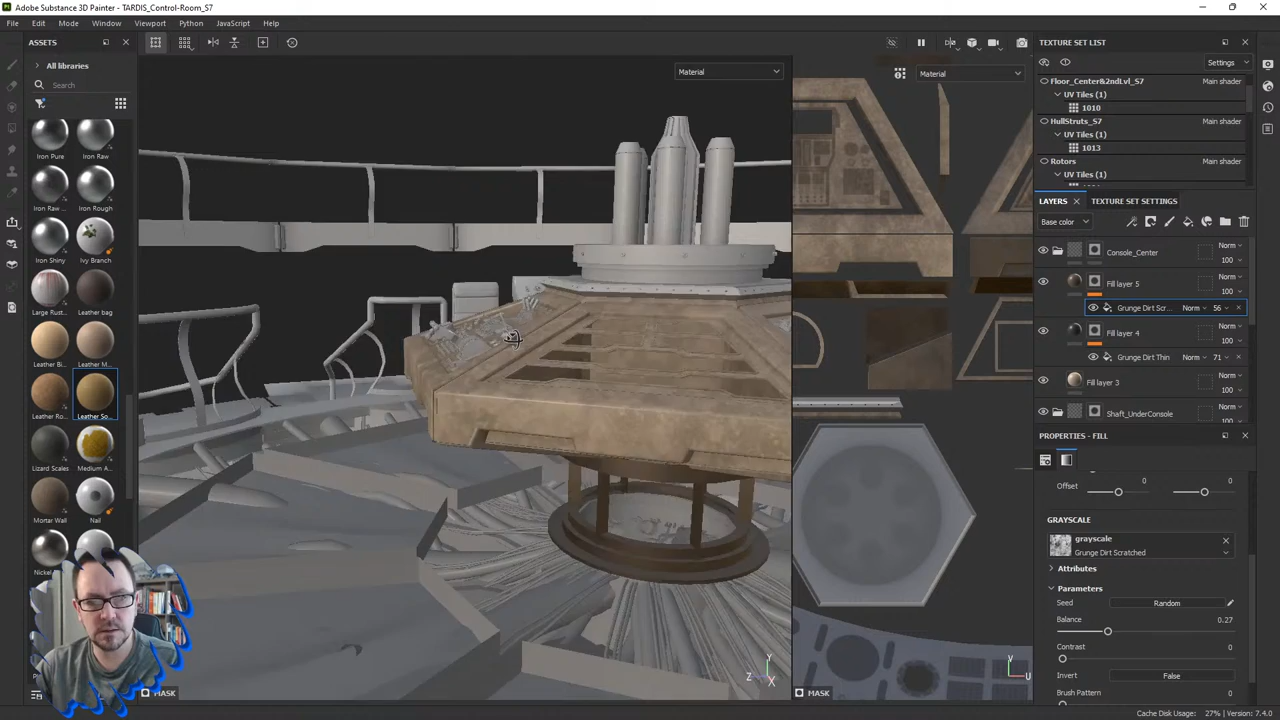 Adobe Substance 3D Painter - TARDIS_Control-Room_S7
File Edit Mode Window Viewport Python JavaScript Help
ASSETS
All libraries
Search
Iron Pure Iron Raw
Iron Raw ... Iron Rough
Iron Shiny Ivy Branch
Large Rust... Leather bag
Leather Bi... Leather M...
Leather Ro... Leather So...
Lizard Scales Medium A...
Mortar Wall Nail
Nickel
Material
Material
Y
Z X
V
U
MASK
MASK
TEXTURE SET LIST
Settings
Floor_Center&2ndLvl_S7 Main shader
UV Tiles (1)
1010
HullStruts_S7 Main shader
UV Tiles (1)
1013
Rotors Main shader
UV Tiles (1)
LAYERS TEXTURE SET SETTINGS
Base color
Console_Center Norm 100
Fill layer 5 Norm 100
Grunge Dirt Scr... Norm 56
Fill layer 4 Norm 100
Grunge Dirt Thin Norm 71
Fill layer 3 Norm 100
Shaft_UnderConsole Norm 100
PROPERTIES - FILL
Offset 0 0
GRAYSCALE
grayscale
Grunge Dirt Scratched
Attributes
Parameters
Seed Random
Balance 0.27
Contrast 0
Invert False
Brush Pattern 0
Cache Disk Usage: 27% | Version: 7.4.0